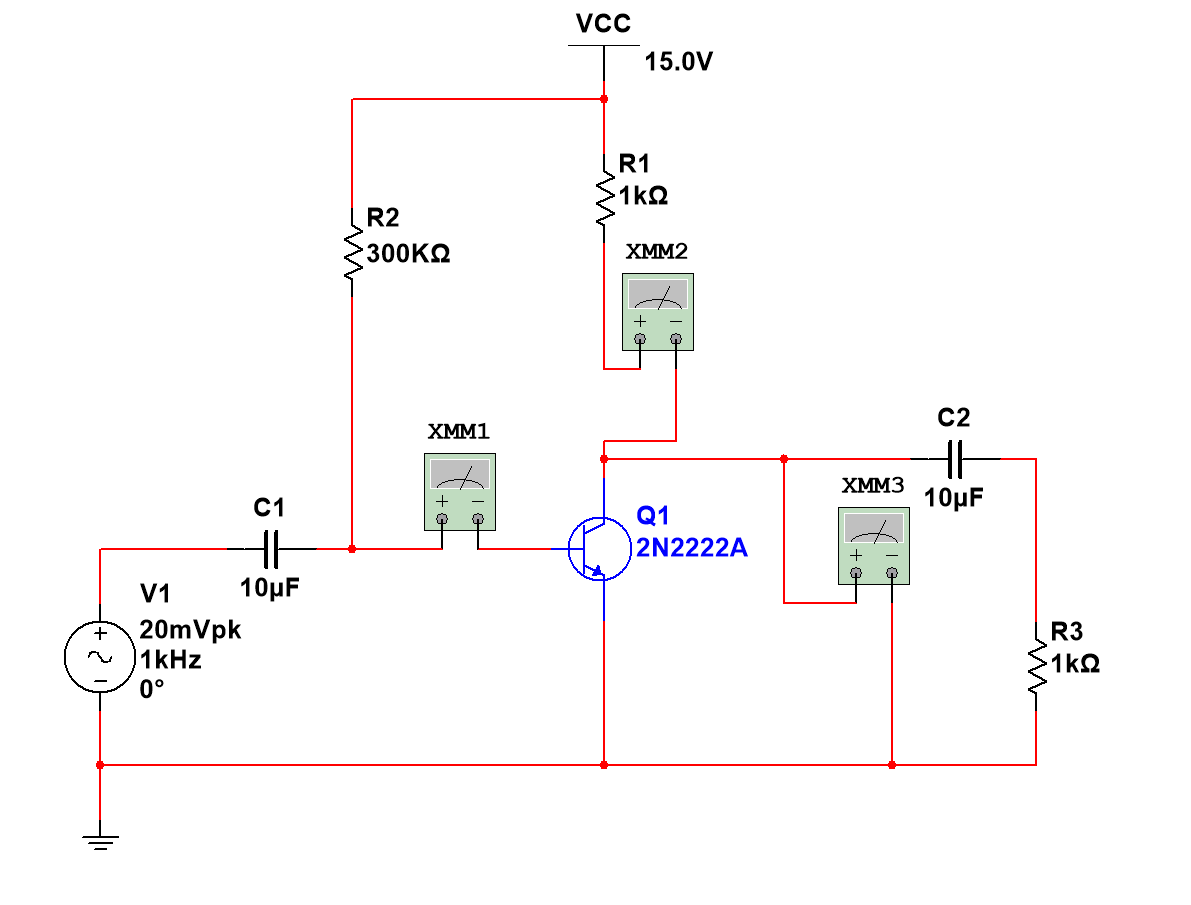 VCC
15.0V
R1
1kΩ
R2
300KΩ
XMM2
+ −
XMM1
+ −
C2
10µF
XMM3
+ −
Q1
2N2222A
C1
10µF
V1
20mVpk
1kHz
0°
+
−
R3
1kΩ